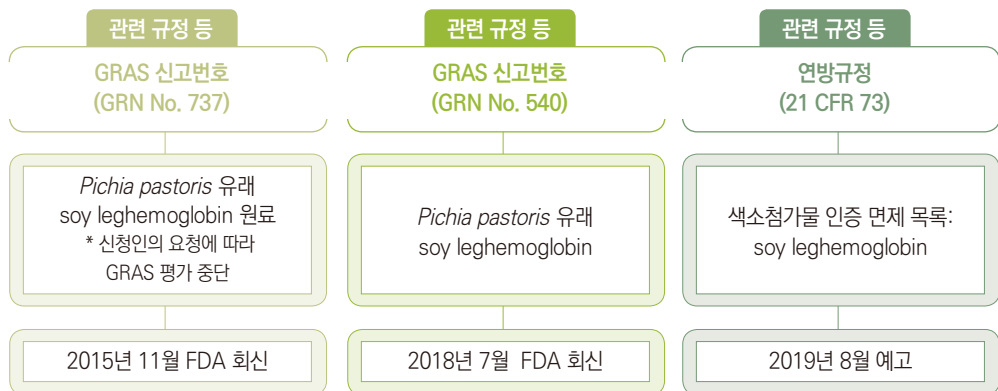 관련 규정 등
GRAS 신고번호
(GRN No. 737)
Pichia pastoris 유래
soy leghemoglobin 원료
* 신청인의 요청에 따라
GRAS 평가 중단
2015년 11월 FDA 회신
관련 규정 등
GRAS 신고번호
(GRN No. 540)
Pichia pastoris 유래
soy leghemoglobin
2018년 7월 FDA 회신
관련 규정 등
연방규정
(21 CFR 73)
색소첨가물 인증 면제 목록:
soy leghemoglobin
2019년 8월 예고